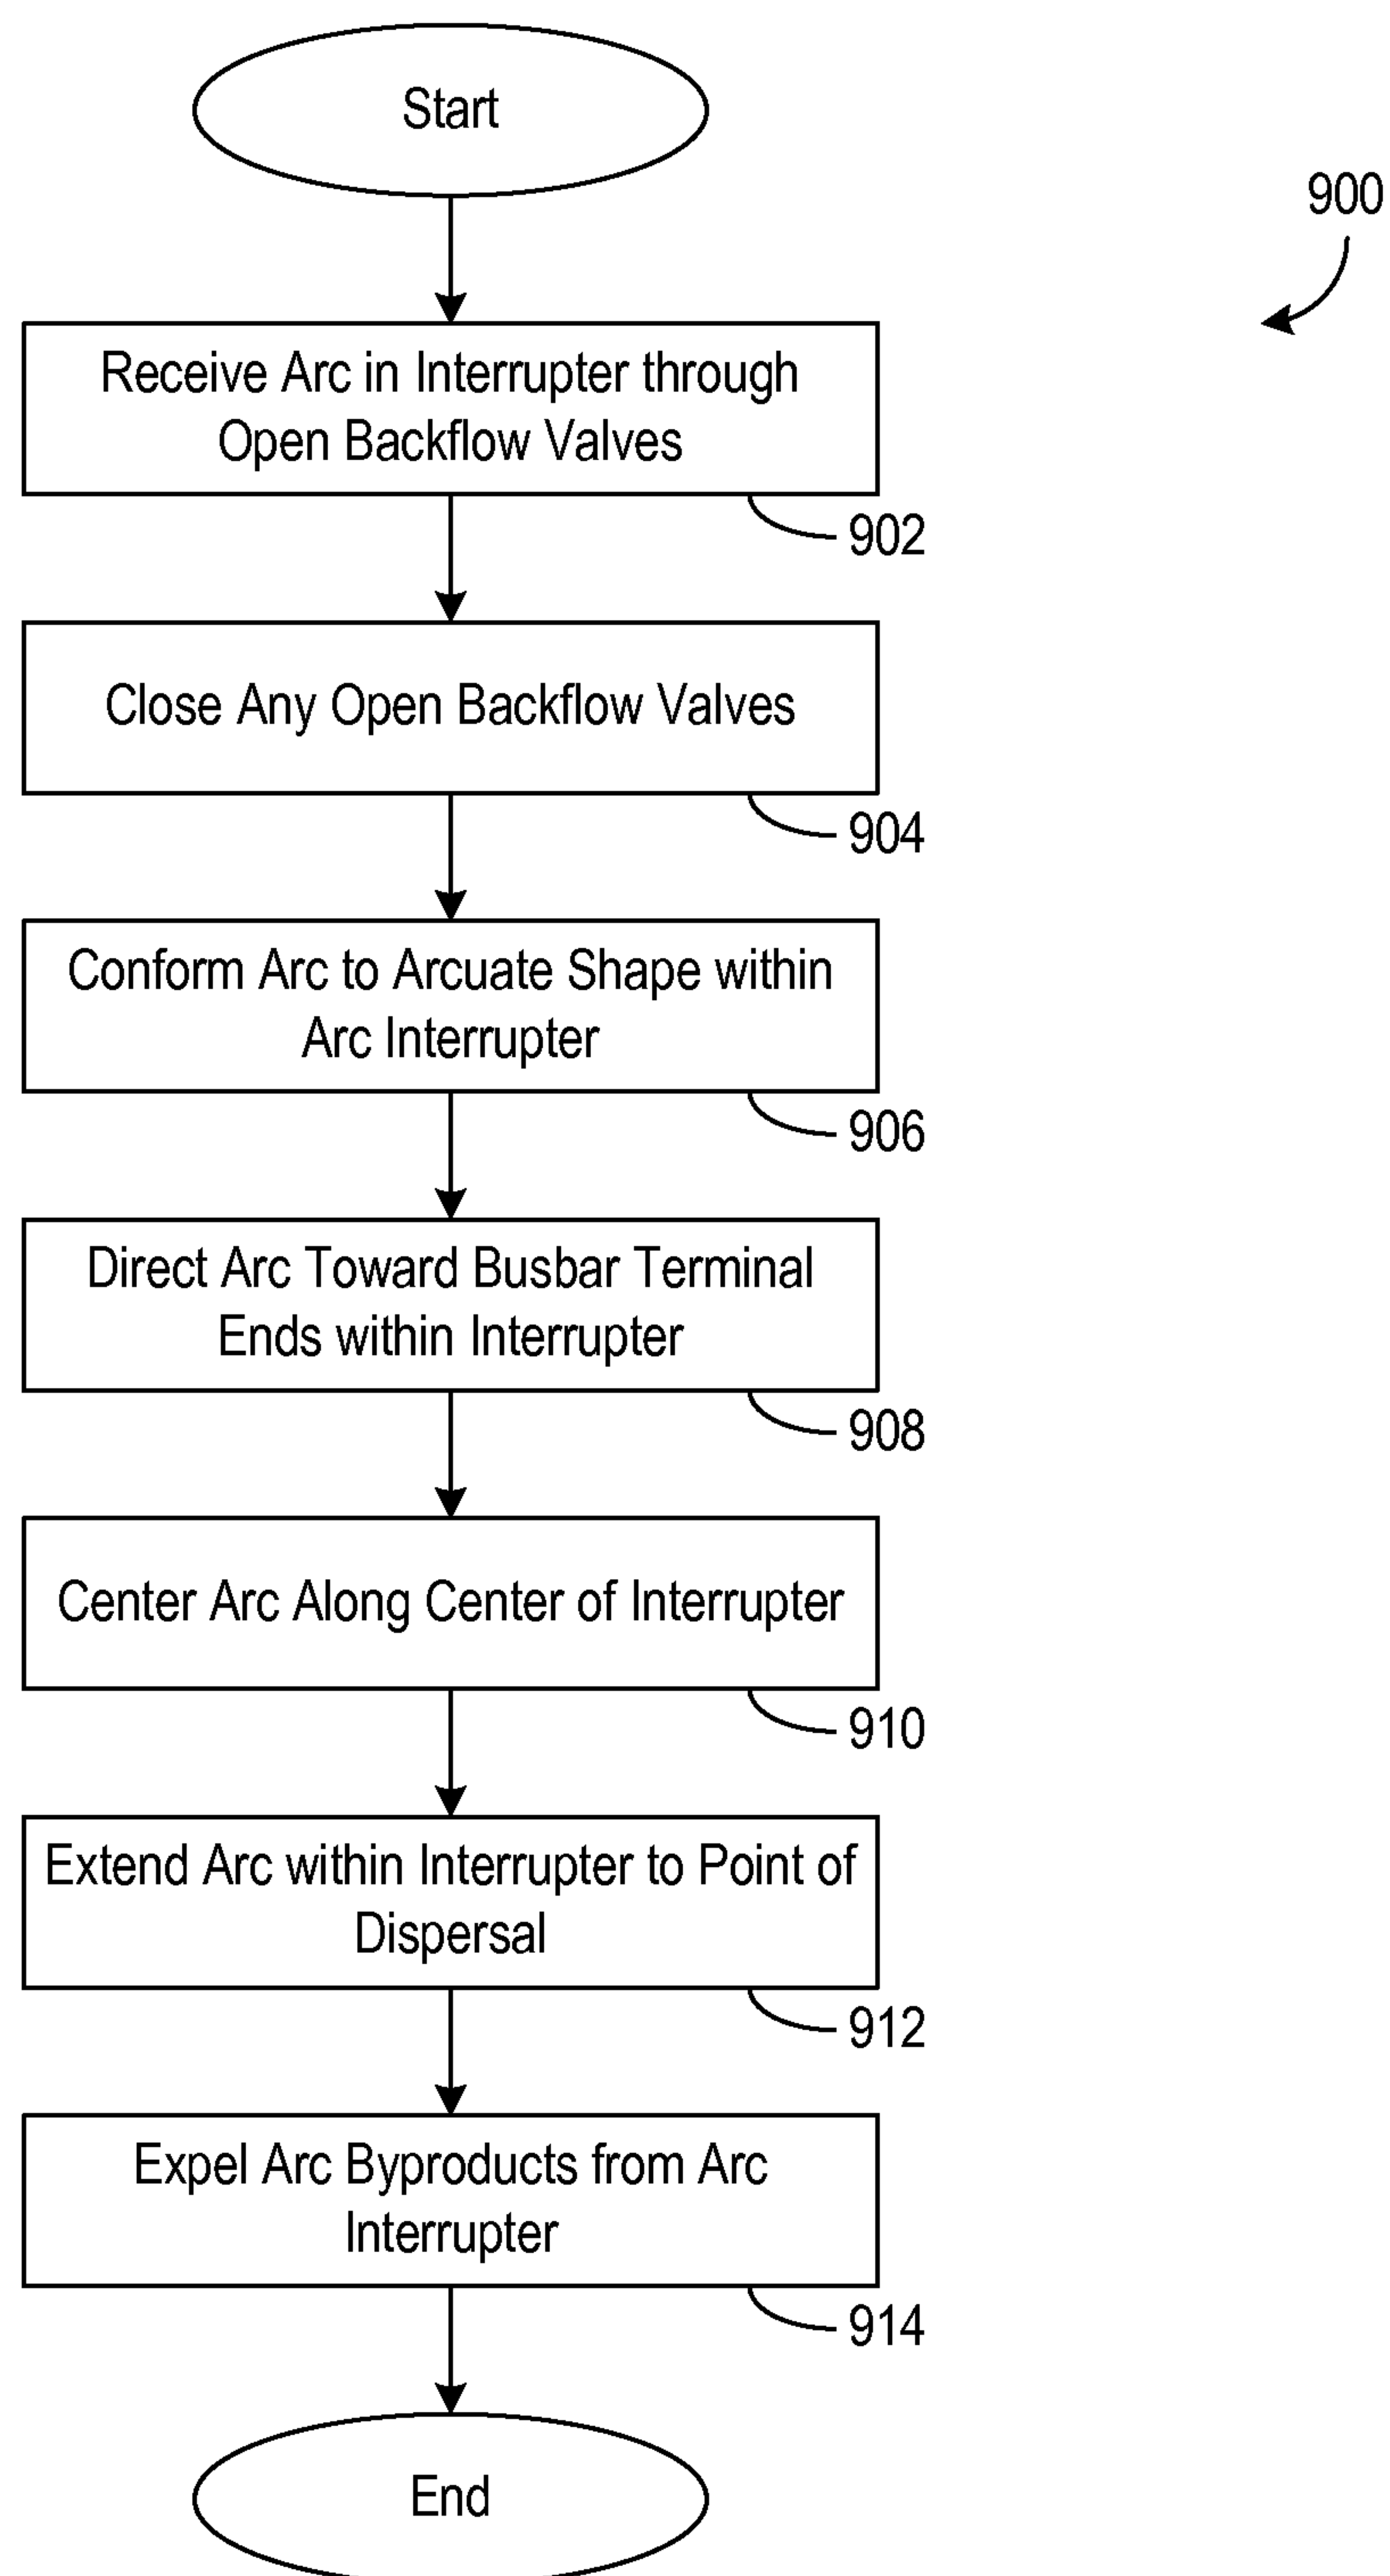 Start
900
Receive Arc in Interrupter through
Open Backflow Valves
902
Close Any Open Backflow Valves
904
Conform Arc to Arcuate Shape within
Arc Interrupter
906
Direct Arc Toward Busbar Terminal
Ends within Interrupter
908
Center Arc Along Center of Interrupter
910
Extend Arc within Interrupter to Point of
Dispersal
912
Expel Arc Byproducts from Arc
Interrupter
914
End